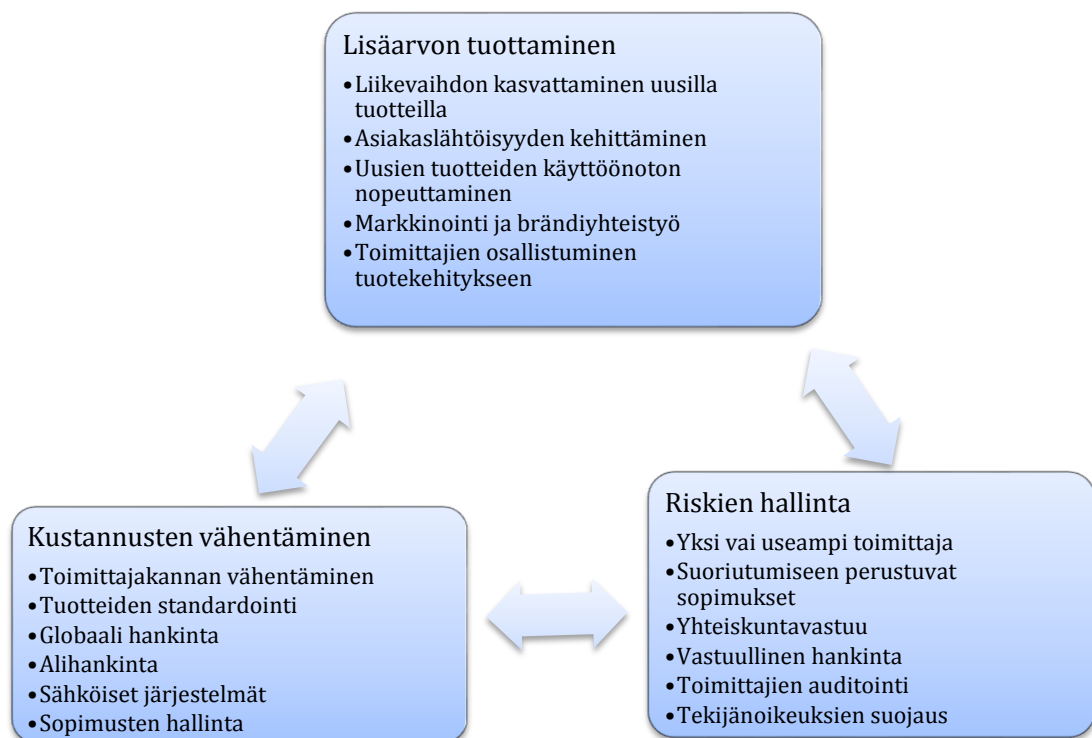 Lisäarvon tuottaminen
•Liikevaihdon kasvattaminen uusilla
tuotteilla
•Asiakaslähtöisyyden kehittäminen
•Uusien tuotteiden käyttöönoton
nopeuttaminen
•Markkinointi ja brändiyhteistyö
•Toimittajien osallistuminen
tuotekehitykseen
Kustannusten vähentäminen
•Toimittajakannan vähentäminen
•Tuotteiden standardointi
•Globaali hankinta
•Alihankinta
•Sähköiset järjestelmät
•Sopimusten hallinta
Riskien hallinta
•Yksi vai useampi toimittaja
•Suoriutumiseen perustuvat
sopimukset
•Yhteiskuntavastuu
•Vastuullinen hankinta
•Toimittajien auditointi
•Tekijänoikeuksien suojaus